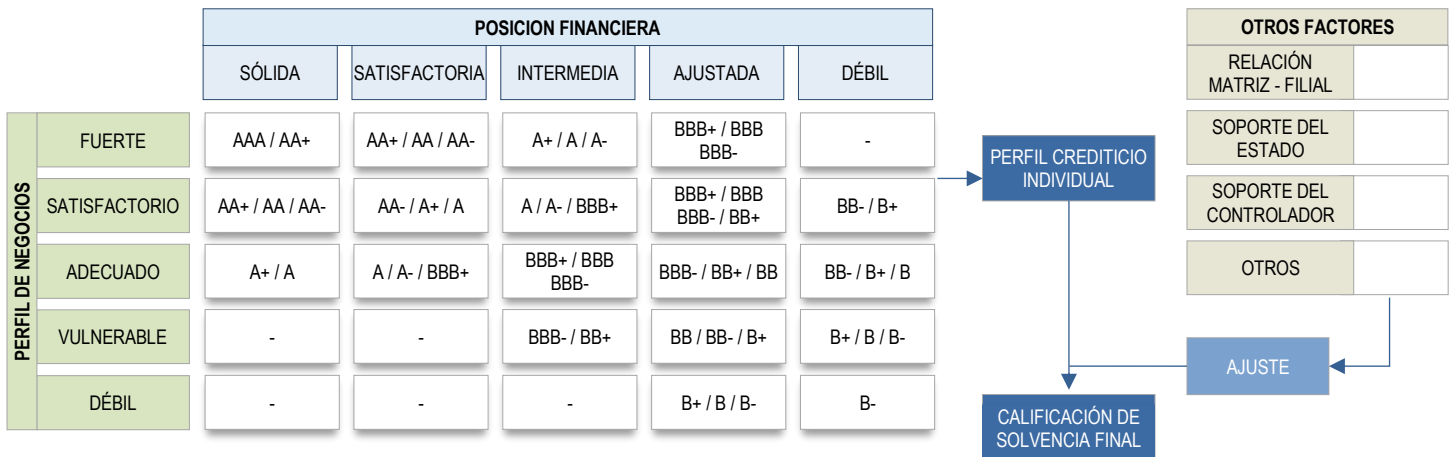 POSICION FINANCIERA
SÓLIDA
SATISFACTORIA
INTERMEDIA
AJUSTADA
DÉBIL
PERFIL DE NEGOCIOS
FUERTE
AAA / AA+
AA+ / AA / AA-
A+ / A / A-
BBB+ / BBB
BBB-
-
SATISFACTORIO
AA+ / AA / AA-
AA- / A+ / A
A / A- / BBB+
BBB+ / BBB
BBB- / BB+
BB- / B+
ADECUADO
A+ / A
A / A- / BBB+
BBB+ / BBB
BBB-
BBB- / BB+ / BB
BB- / B+ / B
VULNERABLE
-
-
BBB- / BB+
BB / BB- / B+
B+ / B / B-
DÉBIL
-
-
-
B+ / B / B-
B-
PERFIL CREDITICIO
INDIVIDUAL
CALIFICACIÓN DE
SOLVENCIA FINAL
OTROS FACTORES
RELACIÓN
MATRIZ - FILIAL
SOPORTE DEL
ESTADO
SOPORTE DEL
CONTROLADOR
OTROS
AJUSTE